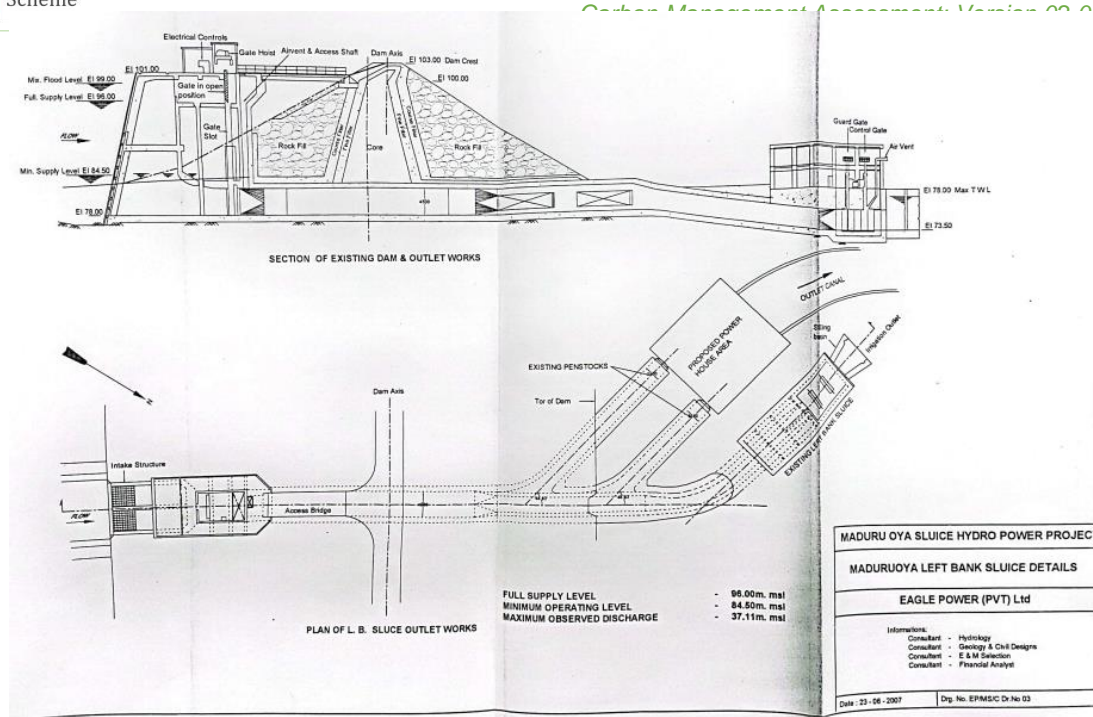 Scheme
Carbon Management Assessment: Version 03.0
Electrical Controls
Gate Hoist
Airvent & Access Shaft
Dam Axis
El 101.00
El 103.00 Dam Crest
El 100.00
Mix. Flood Level El 99.00
Full. Supply Level El 96.00
Gate in open
position
FLOW
Gate
Slot
Rock Fill
Core
Rock Fill
Min. Supply Level El 84.50
El 78.00
Guard Gate
Control Gate
Air Vent
El 78.00 Max T W L
El 73.50
SECTION OF EXISTING DAM & OUTLET WORKS
OUTLET CANAL
PROPOSED POWER
HOUSE AREA
EXISTING PENSTOCKS
Irrigation Outlet
EXISTING LEFT BANK SLUICE
N
Dam Axis
Tor of Dam
Intake Structure
FLOW
Access Bridge
FULL SUPPLY LEVEL - 96.00m. msl
MINIMUM OPERATING LEVEL - 84.50m. msl
MAXIMUM OBSERVED DISCHARGE - 37.11m. msl
PLAN OF L. B. SLUCE OUTLET WORKS
MADURU OYA SLUICE HYDRO POWER PROJEC
MADURUOYA LEFT BANK SLUICE DETAILS
EAGLE POWER (PVT) Ltd
Informations:
Consultant - Hydrology
Consultant - Geology & Civil Designs
Consultant - E & M Selection
Consultant - Financial Analyst
Date : 23 - 06 - 2007
Drg. No. EP/MS/C Dr.No 03